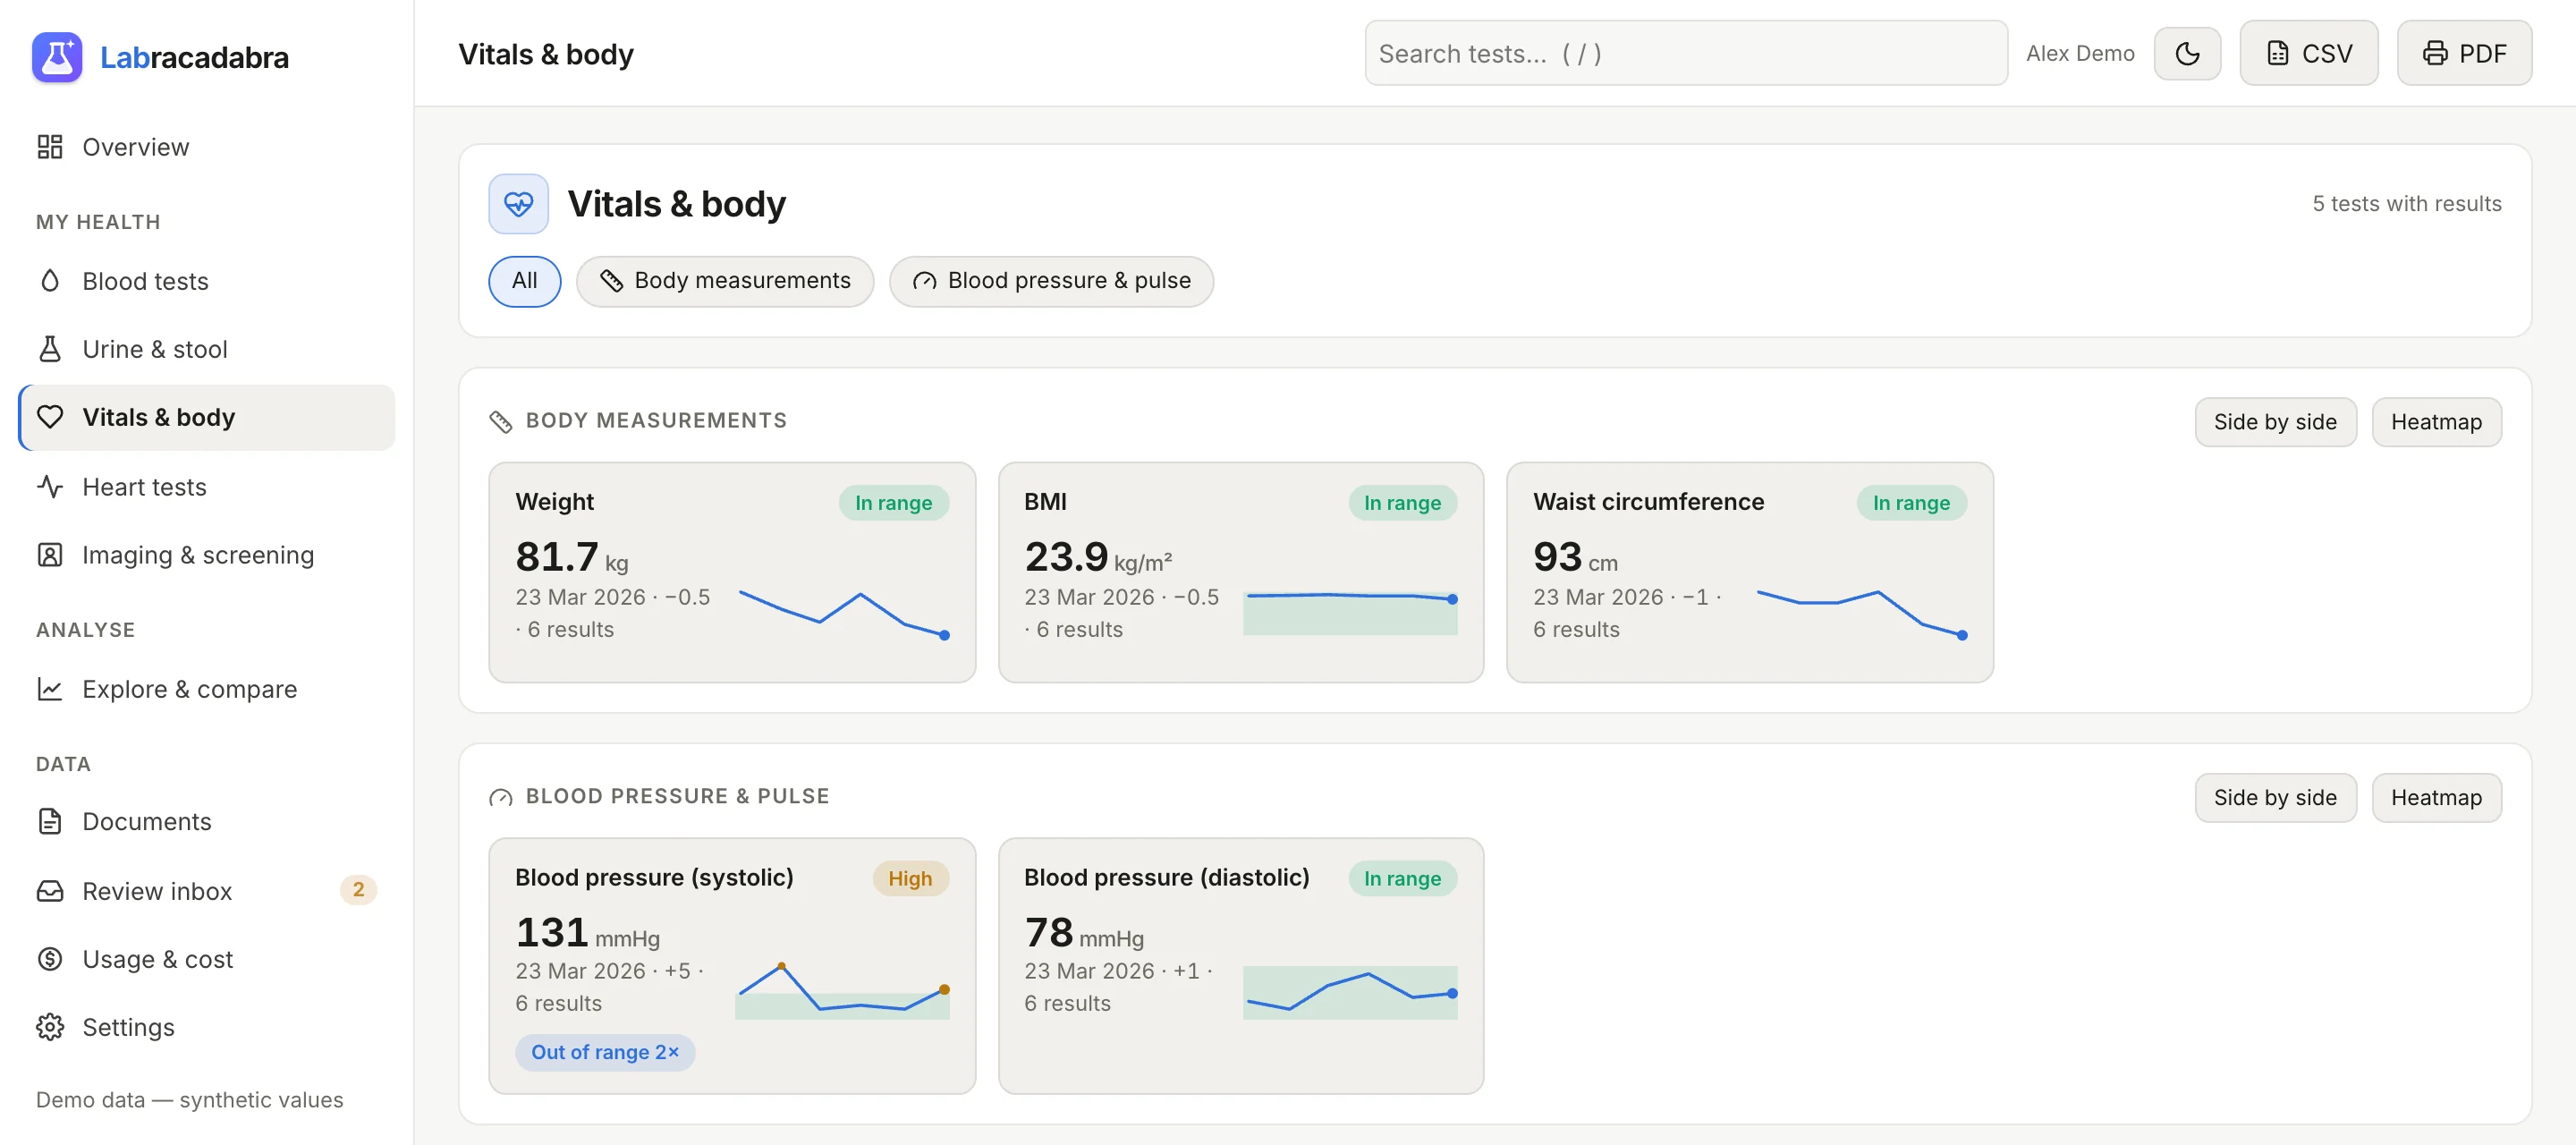 Labracadabra
Overview
MY HEALTH
Blood tests
Urine & stool
Vitals & body
Heart tests
Imaging & screening
ANALYSE
Explore & compare
DATA
Documents
Review inbox 2
Usage & cost
Settings
Demo data — synthetic values
Vitals & body
Search tests... ( / )
Alex Demo
CSV
PDF
Vitals & body
5 tests with results
All
Body measurements
Blood pressure & pulse
BODY MEASUREMENTS
Side by side
Heatmap
Weight
In range
81.7 kg
23 Mar 2026 · −0.5
· 6 results
BMI
In range
23.9 kg/m²
23 Mar 2026 · −0.5
· 6 results
Waist circumference
In range
93 cm
23 Mar 2026 · −1 ·
6 results
BLOOD PRESSURE & PULSE
Side by side
Heatmap
Blood pressure (systolic)
High
131 mmHg
23 Mar 2026 · +5 ·
6 results
Out of range 2×
Blood pressure (diastolic)
In range
78 mmHg
23 Mar 2026 · +1 ·
6 results